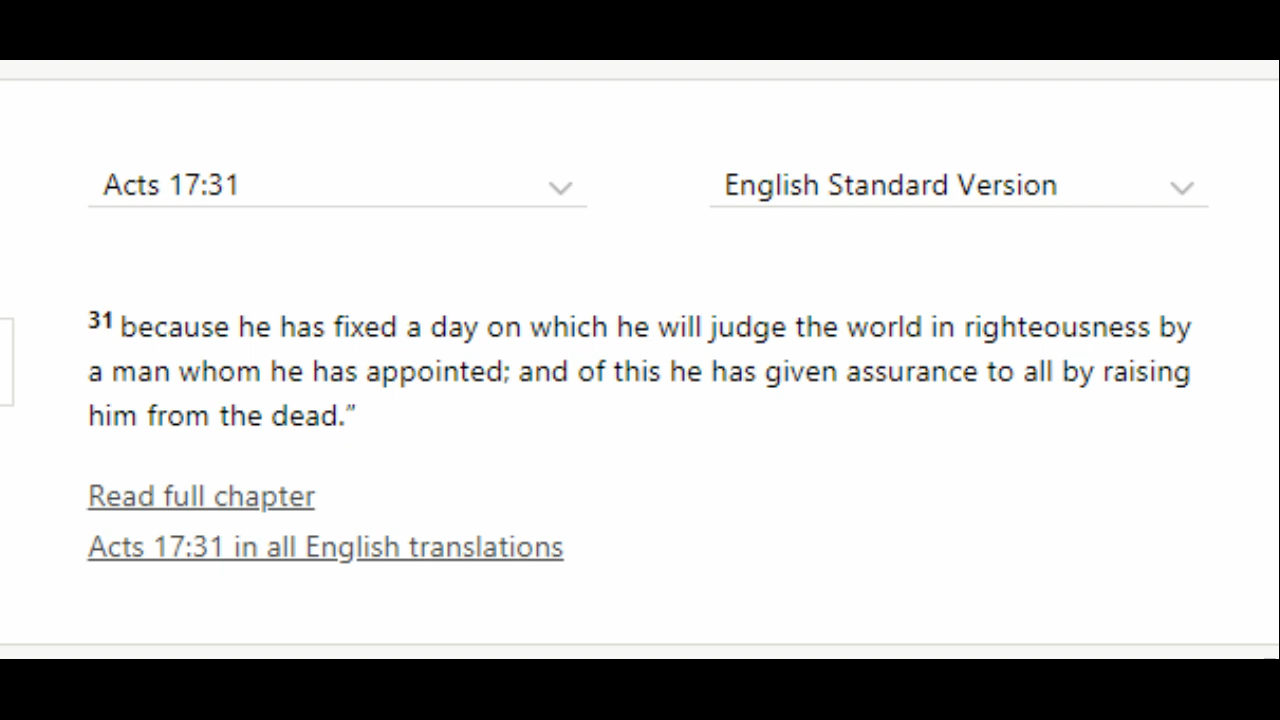 Acts 17:31
English Standard Version
31 because he has fixed a day on which he will judge the world in righteousness by
a man whom he has appointed; and of this he has given assurance to all by raising
him from the dead.”
Read full chapter
Acts 17:31 in all English translations